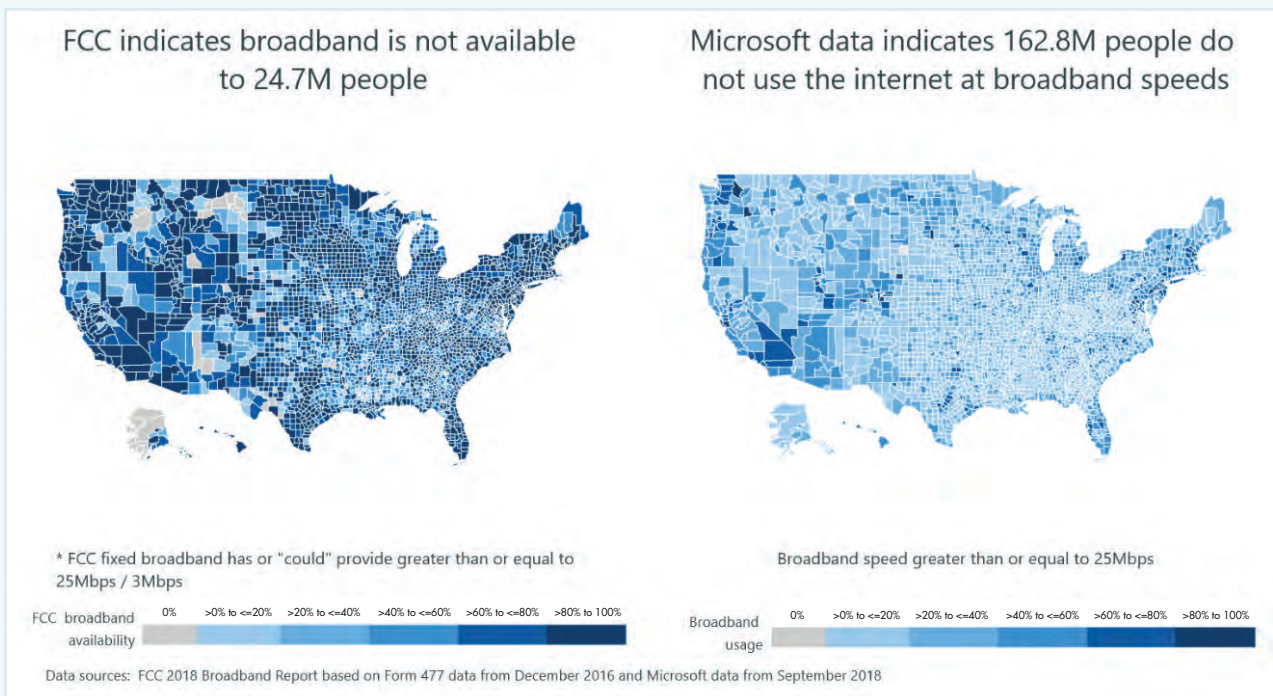 FCC indicates broadband is not available
to 24.7M people
Microsoft data indicates 162.8M people do
not use the internet at broadband speeds
* FCC fixed broadband has or "could" provide greater than or equal to
25Mbps / 3Mbps
Broadband speed greater than or equal to 25Mbps
FCC broadband
availability
0% >0% to <=20% >20% to <=40% >40% to <=60% >60% to <=80% >80% to 100%
Broadband
usage
0% >0% to <=20% >20% to <=40% >40% to <=60% >60% to <=80% >80% to 100%
Data sources: FCC 2018 Broadband Report based on Form 477 data from December 2016 and Microsoft data from September 2018